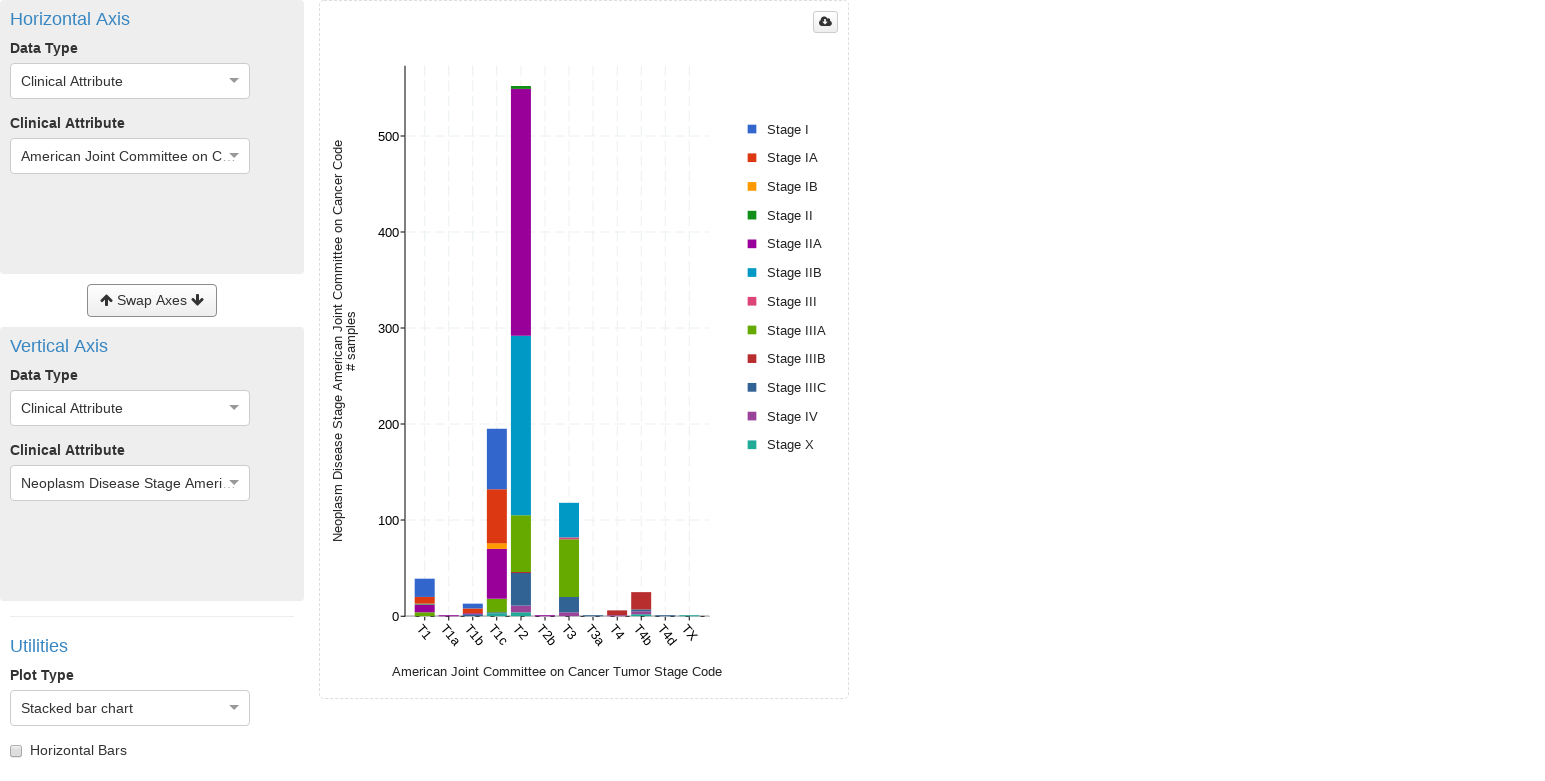 Horizontal Axis
Data Type
Clinical Attribute
Clinical Attribute
American Joint Committee on C...
Swap Axes
Vertical Axis
Data Type
Clinical Attribute
Clinical Attribute
Neoplasm Disease Stage Ameri...
Utilities
Plot Type
Stacked bar chart
Horizontal Bars
Neoplasm Disease Stage American Joint Committee on Cancer Code
# samples
500
400
300
200
100
0
T1
T1a
T1b
T1c
T2
T2b
T3
T3a
T4
T4b
T4d
TX
American Joint Committee on Cancer Tumor Stage Code
Stage I
Stage IA
Stage IB
Stage II
Stage IIA
Stage IIB
Stage III
Stage IIIA
Stage IIIB
Stage IIIC
Stage IV
Stage X